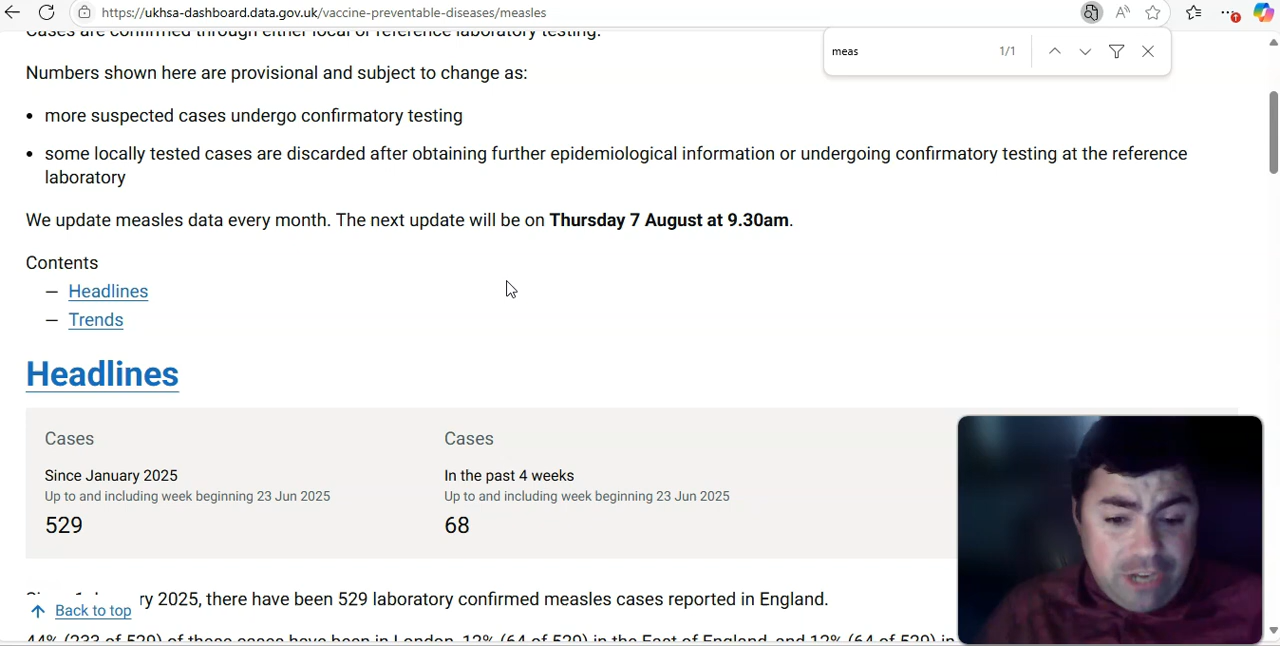 https://ukhsa-dashboard.data.gov.uk/vaccine-preventable-diseases/measles
Cases are confirmed through either local or reference laboratory testing.
meas
1/1
Numbers shown here are provisional and subject to change as:
• more suspected cases undergo confirmatory testing
• some locally tested cases are discarded after obtaining further epidemiological information or undergoing confirmatory testing at the reference
laboratory
We update measles data every month. The next update will be on Thursday 7 August at 9.30am.
Contents
— Headlines
— Trends
Headlines
Cases
Since January 2025
Up to and including week beginning 23 Jun 2025
529
Cases
In the past 4 weeks
Up to and including week beginning 23 Jun 2025
68
ry 2025, there have been 529 laboratory confirmed measles cases reported in England.
Back to top
44% (233 of 529) of these cases have been in London, 12% (64 of 529) in the East of England, and 12% (64 of 529) in